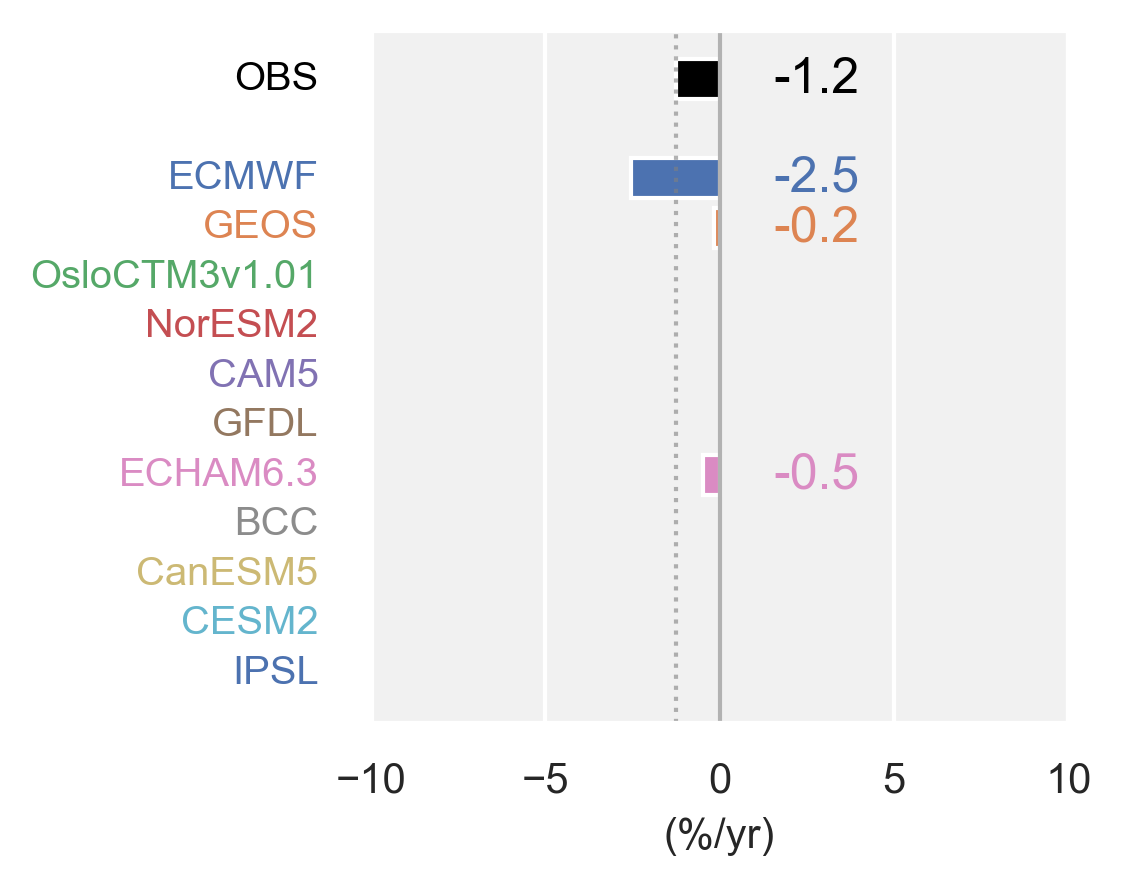 OBS -1.2
ECMWF -2.5
GEOS -0.2
OsloCTM3v1.01
NorESM2
CAM5
GFDL
ECHAM6.3 -0.5
BCC
CanESM5
CESM2
IPSL
−10 −5 0 5 10
(%/yr)